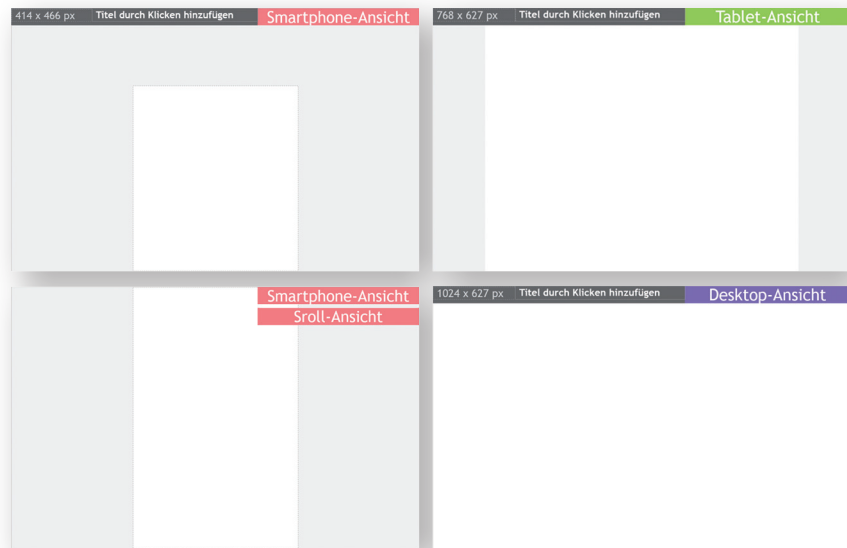 414 x 466 px Titel durch Klicken hinzufügen Smartphone-Ansicht
768 x 627 px Titel durch Klicken hinzufügen Tablet-Ansicht
Smartphone-Ansicht
Sroll-Ansicht
1024 x 627 px Titel durch Klicken hinzufügen Desktop-Ansicht